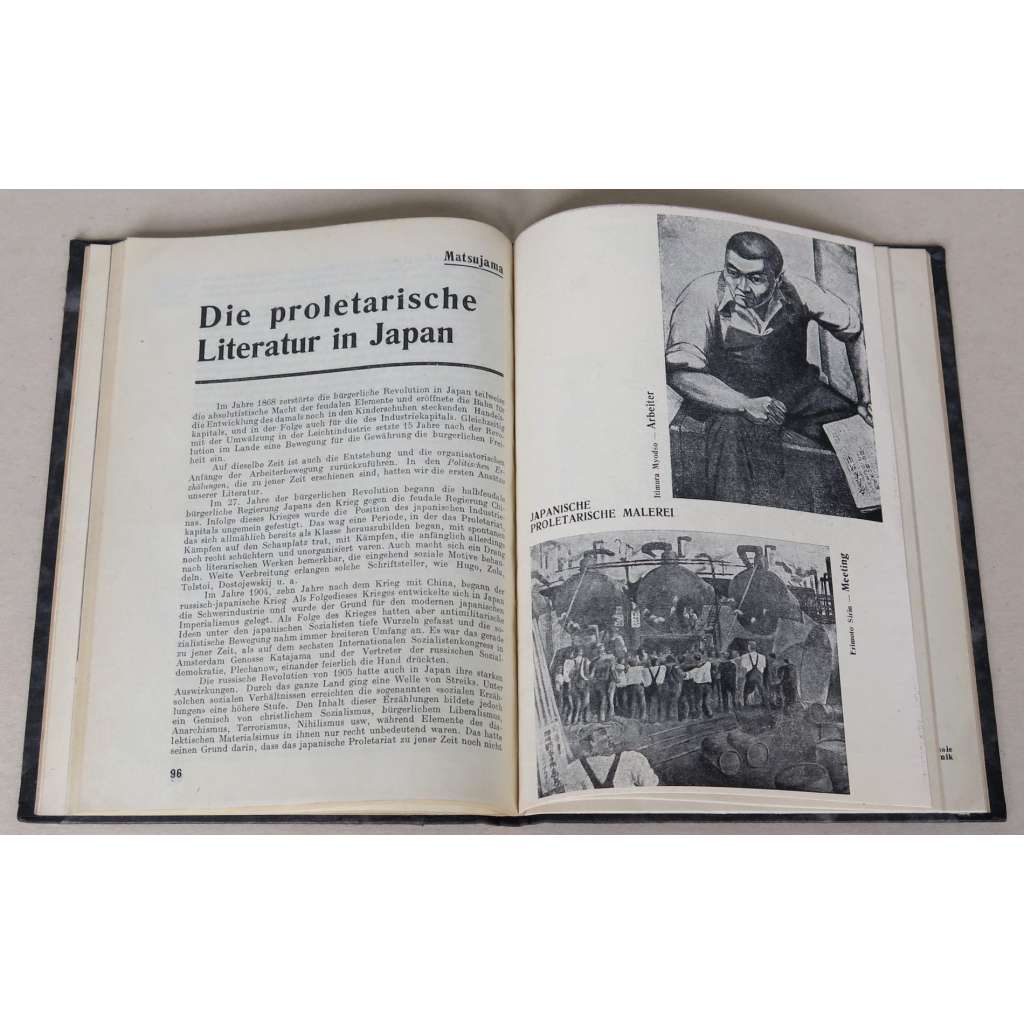 Matsujama
Die proletarische
Literatur in Japan
Im Jahre 1868 zerstörte die bürgerliche Revolution in Japan teilweise
die absolutistische Macht der feudalen Elemente und eröffnete die Bahn für
die Entwicklung des damals noch in den Kinderschuhen steckenden Handels-
kapitals, und in der Folge auch für die des Industriekapitals. Gleichzeitig
mit der Umwälzung in der Leichtindustrie setzte 15 Jahre nach der Revo-
lution im Lande eine Bewegung für die Gewährung die burgerlichen Frei-
heit ein.
Auf dieselbe Zeit ist auch die Entstehung und die organisatorischen
Anfänge der Arbeiterbewegung zurückzuführen. In den Politischen Er-
zhälungen, die zu jener Zeit erschienen sind, hatten wir die ersten Ansätze
unserer Literatur.
Im 27. Jahre der bürgerlichen Revolution begann die halbfeudale
bürgerliche Regierung Japans den Krieg gegen die feudale Regierung Chi-
nas. Infolge dieses Krieges wurde die Position des japanischen Industrie-
kapitals ungemein gefestigt. Das wag eine Periode, in der das Proletariat,
das sich allmählich bereits als Klasse herauszubilden began, mit spontanen
Kämpfen auf den Schauplatz trat, mit Kämpfen, die anfänglich allerdings
noch recht schüchtern und unorganisiert varen. Auch macht sich ein Drang
nach literarischen Werken bemerkbar, die eingehend soziale Motive behan-
deln. Weite Verbreitung erlangen solche Schriftsteller, wie Hugo, Zola,
Tolstoi, Dostojewskij u. a.
Im Jahre 1904, zehn Jahre nach dem Krieg mit China, begann der
russisch-japanische Krieg Als Folgedieses Krieges entwickelte sich in Japan
die Schwerindustrie und wurde der Grund für den modernen japanischen
Imperialismus gelegt. Als Folge des Krieges hatten aber antimilitarische
Ideen unter den japanischen Sozialisten tiefe Wurzeln gefasst und die so-
zialistische Bewegung nahm immer breiteren Umfang an. Es war das gerade
zu jener Zeit, als auf dem sechsten Internationalen Sozialistenkongress in
Amsterdam Genosse Katajama und der Vertreter der russischen Sozial-
demokratie, Plechanow, einander feierlich die Hand drückten.
Die russische Revolution von 1905 hatte auch in Japan ihre starken
Auswirkungen. Durch das ganze Land ging eine Welle von Streiks. Unter
solchen sozialen Verhältnissen erreichten die sogenannten «sozialen Erzäh-
lungen» eine höhere Stufe. Den Inhalt dieser Erzählungen bildete jedoch
ein Gemisch von christlichem Sozialismus, bürgerlichem Liberalismus,
Anarchismus, Terrorismus, Nihilismus usw, während Elemente des dia-
lektischen Materialsimus in ihnen nur recht unbedeutend waren. Das hatte
seinen Grund darin, dass das japanische Proletariat zu jener Zeit noch nicht
96
Itimura Myodso — Arbeiter
JAPANISCHE
PROLETARISCHE MALEREI
Erimoto Sirōn — Meeting
nik